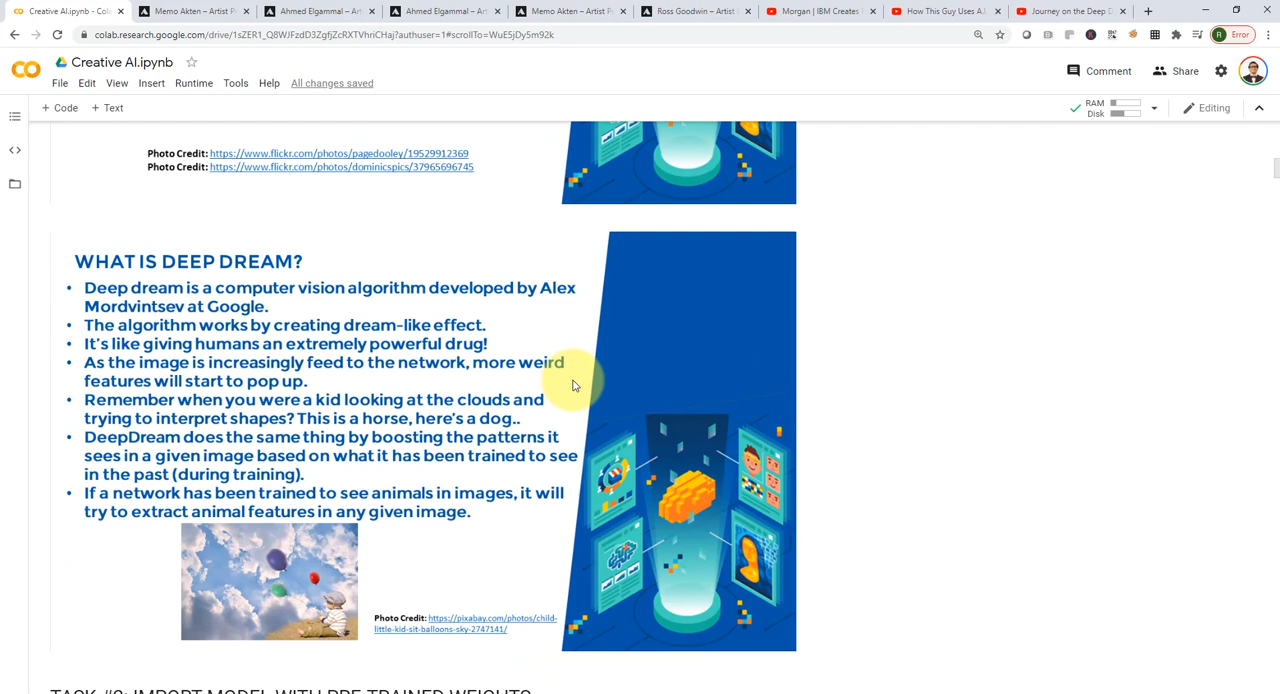 Creative AI.ipynb - Cola
Memo Akten – Artist P
Ahmed Elgammal – A
Ahmed Elgammal – A
Memo Akten – Artist P
Ross Goodwin – Artist
Morgan | IBM Creates
How This Guy Uses A.I
Journey on the Deep D
colab.research.google.com/drive/1sZER1_Q8WJFzdD3ZgfjZcRXTVhriCHaj?authuser=1#scrollTo=WuE5jDy5m92k
Error
Creative AI.ipynb
Comment
Share
File Edit View Insert Runtime Tools Help All changes saved
+ Code + Text
RAM
Disk
Editing
Photo Credit: https://www.flickr.com/photos/pagedooley/19529912369
Photo Credit: https://www.flickr.com/photos/dominicspics/37965696745
WHAT IS DEEP DREAM?
• Deep dream is a computer vision algorithm developed by Alex
Mordvintsev at Google.
• The algorithm works by creating dream-like effect.
• It's like giving humans an extremely powerful drug!
• As the image is increasingly feed to the network, more weird
features will start to pop up.
• Remember when you were a kid looking at the clouds and
trying to interpret shapes? This is a horse, here's a dog..
• DeepDream does the same thing by boosting the patterns it
sees in a given image based on what it has been trained to see
in the past (during training).
• If a network has been trained to see animals in images, it will
try to extract animal features in any given image.
Photo Credit: https://pixabay.com/photos/child-
little-kid-sit-balloons-sky-2747141/
TASK #2: IMPORT MODEL WITH PRE-TRAINED WEIGHTS